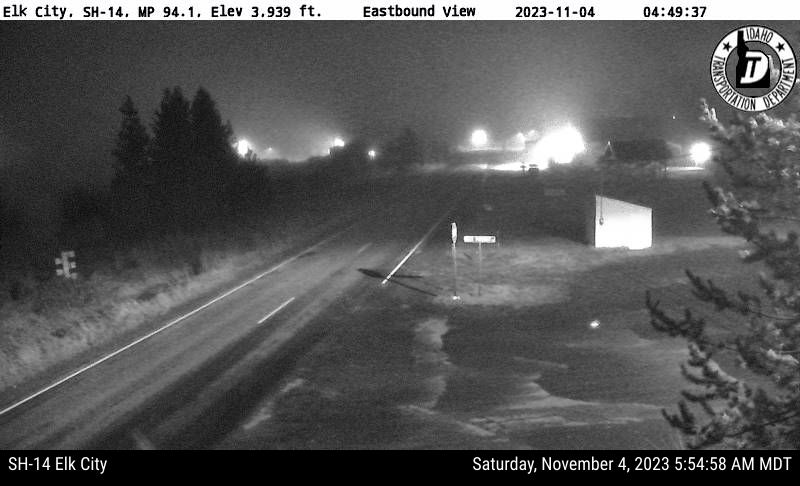 Elk City, SH-14, MP 94.1, Elev 3,939 ft. Eastbound View 2023-11-04 04:49:37
IDAHO
TRANSPORTATION DEPARTMENT
SH-14 Elk City Saturday, November 4, 2023 5:54:58 AM MDT